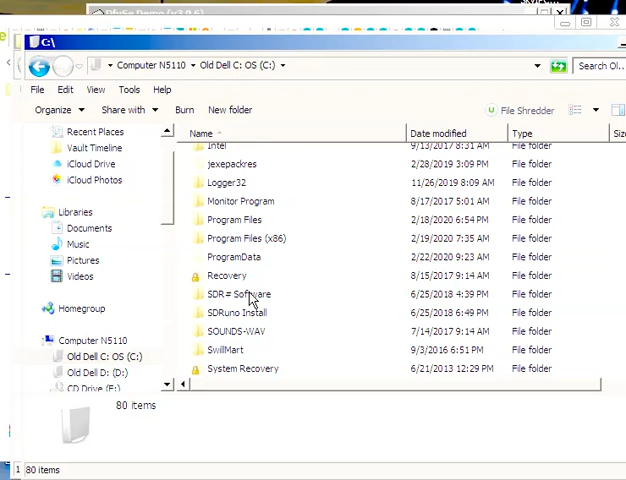 DfuSe Demo (v3.0.6)
C:\
Computer N5110 Old Dell C: OS (C:) Search Ol...
File Edit View Tools Help
Organize Share with Burn New folder File Shredder
Name Date modified Type Size
Recent Places
Vault Timeline
iCloud Drive
iCloud Photos
Libraries
Documents
Music
Pictures
Videos
Homegroup
Computer N5110
Old Dell C: OS (C:)
Old Dell D: (D:)
CD Drive (E:)
Intel 9/13/2017 8:31 AM File folder
jexepackres 2/28/2019 3:09 PM File folder
Logger32 11/26/2019 8:09 AM File folder
Monitor Program 8/17/2017 5:01 AM File folder
Program Files 2/18/2020 6:54 PM File folder
Program Files (x86) 2/19/2020 7:35 AM File folder
ProgramData 2/22/2020 9:23 AM File folder
Recovery 8/15/2017 9:14 AM File folder
SDR# Software 6/25/2018 4:39 PM File folder
SDRuno Install 6/25/2018 6:49 PM File folder
SOUNDS-WAV 7/14/2017 9:14 AM File folder
SwillMart 9/3/2016 6:51 PM File folder
System Recovery 6/21/2013 12:29 PM File folder
80 items
1 80 items